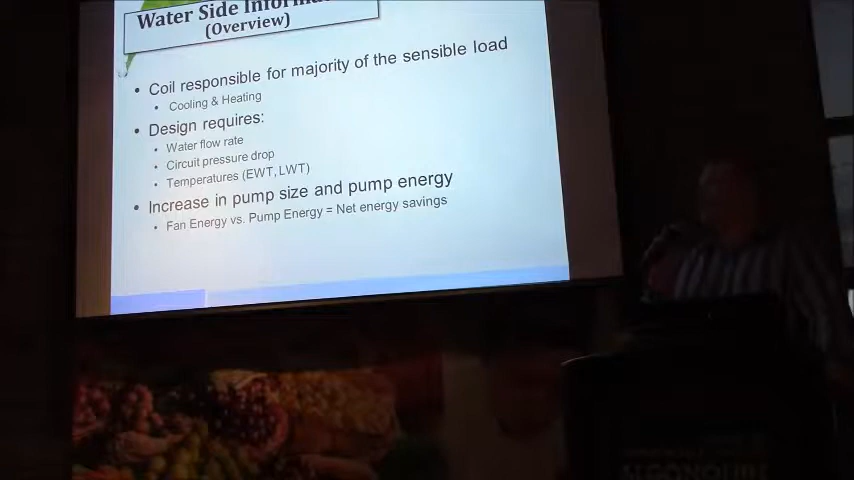 Water Side
(Overview)
• Coil responsible for majority of the sensible load
• Cooling & Heating
• Design requires:
• Water flow rate
• Circuit pressure drop
• Temperatures (EWT, LWT)
• Increase in pump size and pump energy
• Fan Energy vs. Pump Energy = Net energy savings
ALGONQUIN